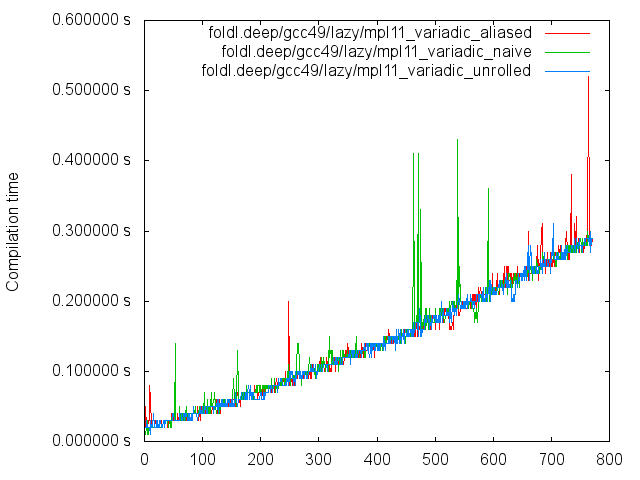 0.600000 s
foldl.deep/gcc49/lazy/mpl11_variadic_aliased
foldl.deep/gcc49/lazy/mpl11_variadic_naive
foldl.deep/gcc49/lazy/mpl11_variadic_unrolled
0.500000 s
0.400000 s
0.300000 s
0.200000 s
0.100000 s
0.000000 s
Compilation time
0 100 200 300 400 500 600 700 800